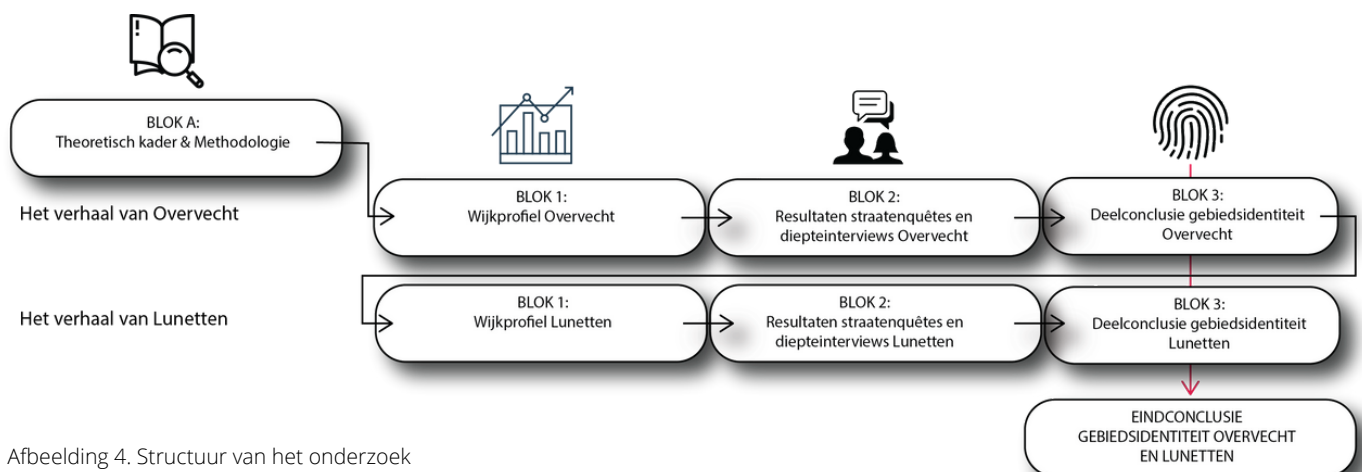 BLOK A:
Theoretisch kader & Methodologie
Het verhaal van Overvecht
BLOK 1:
Wijkprofiel Overvecht
BLOK 2:
Resultaten straatenquêtes en
diepteinterviews Overvecht
BLOK 3:
Deelconclusie gebiedsidentiteit
Overvecht
Het verhaal van Lunetten
BLOK 1:
Wijkprofiel Lunetten
BLOK 2:
Resultaten straatenquêtes en
diepteinterviews Lunetten
BLOK 3:
Deelconclusie gebiedsidentiteit
Lunetten
EINDCONCLUSIE
GEBIEDSIDENTITEIT OVERVECHT
EN LUNETTEN
Afbeelding 4. Structuur van het onderzoek